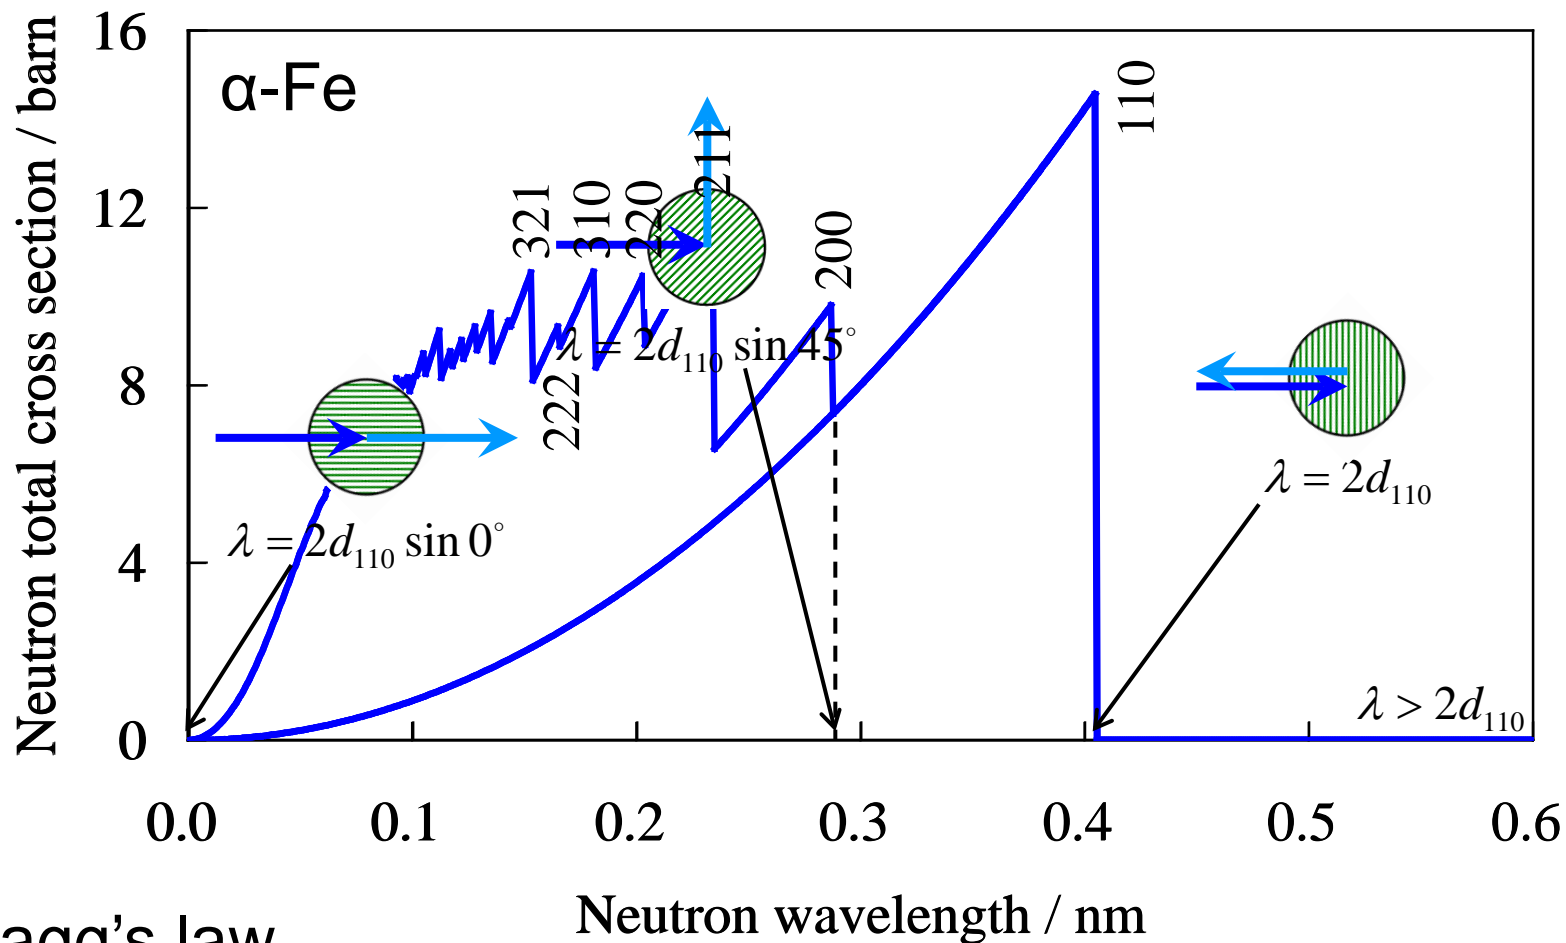 Neutron total cross section / barn
16
12
8
4
0
α-Fe
321
310
220
211
200
110
222
λ = 2d110 sin 45°
λ = 2d110 sin 0°
λ = 2d110
λ > 2d110
0.0 0.1 0.2 0.3 0.4 0.5 0.6
Neutron wavelength / nm
agg's law